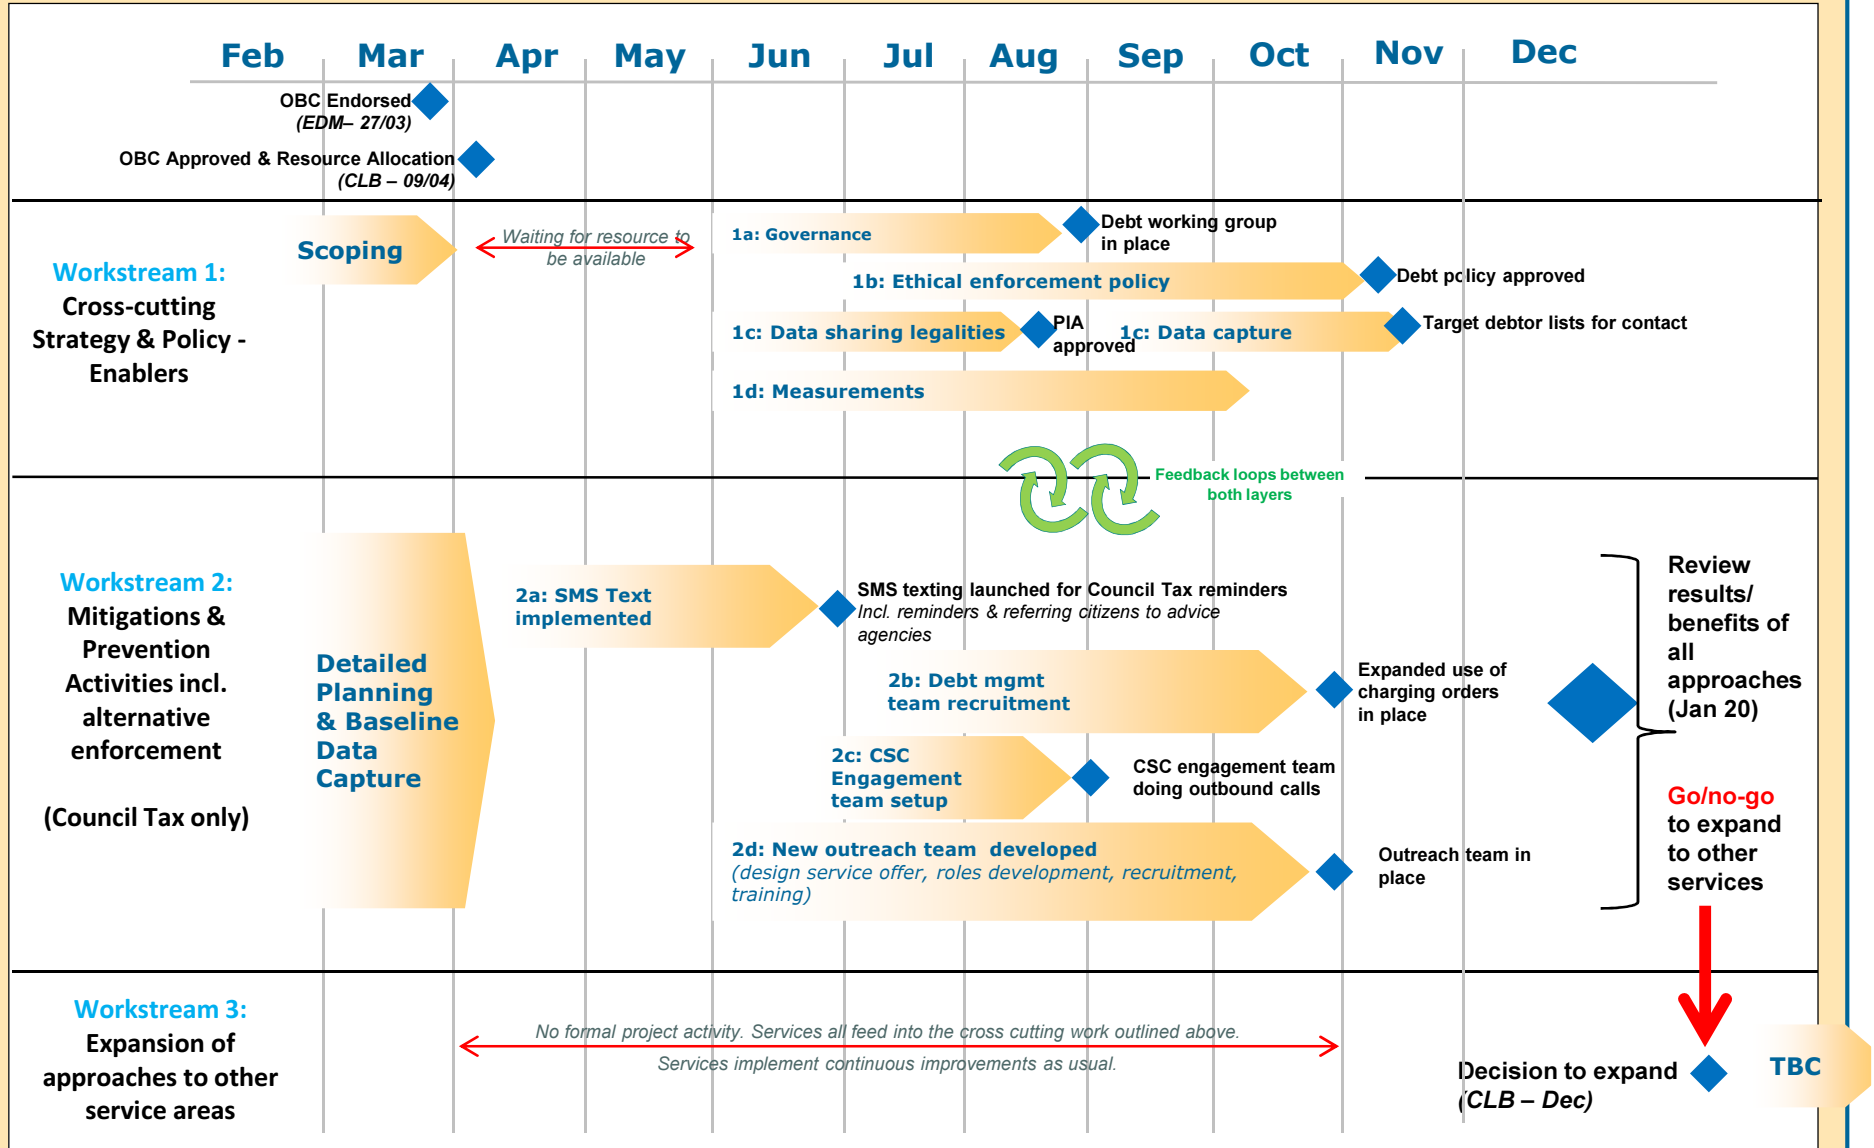 Feb Mar Apr May Jun Jul Aug Sep Oct Nov Dec
OBC Endorsed
(EDM– 27/03)
OBC Approved & Resource Allocation
(CLB – 09/04)
Workstream 1:
Cross-cutting
Strategy & Policy -
Enablers
Scoping
Waiting for resource to
be available
1a: Governance
Debt working group
in place
1b: Ethical enforcement policy
Debt policy approved
1c: Data sharing legalities
PIA
approved
1c: Data capture
Target debtor lists for contact
1d: Measurements
Feedback loops between
both layers
Workstream 2:
Mitigations &
Prevention
Activities incl.
alternative
enforcement
(Council Tax only)
Detailed
Planning
& Baseline
Data
Capture
2a: SMS Text
implemented
SMS texting launched for Council Tax reminders
Incl. reminders & referring citizens to advice
agencies
2b: Debt mgmt
team recruitment
Expanded use of
charging orders
in place
2c: CSC
Engagement
team setup
CSC engagement team
doing outbound calls
2d: New outreach team  developed
(design service offer, roles development, recruitment,
training)
Outreach team in
place
Review
results/
benefits of
all
approaches
(Jan 20)
Go/no-go
to expand
to other
services
Workstream 3:
Expansion of
approaches to other
service areas
No formal project activity. Services all feed into the cross cutting work outlined above.
Services implement continuous improvements as usual.
Decision to expand
(CLB – Dec)
TBC